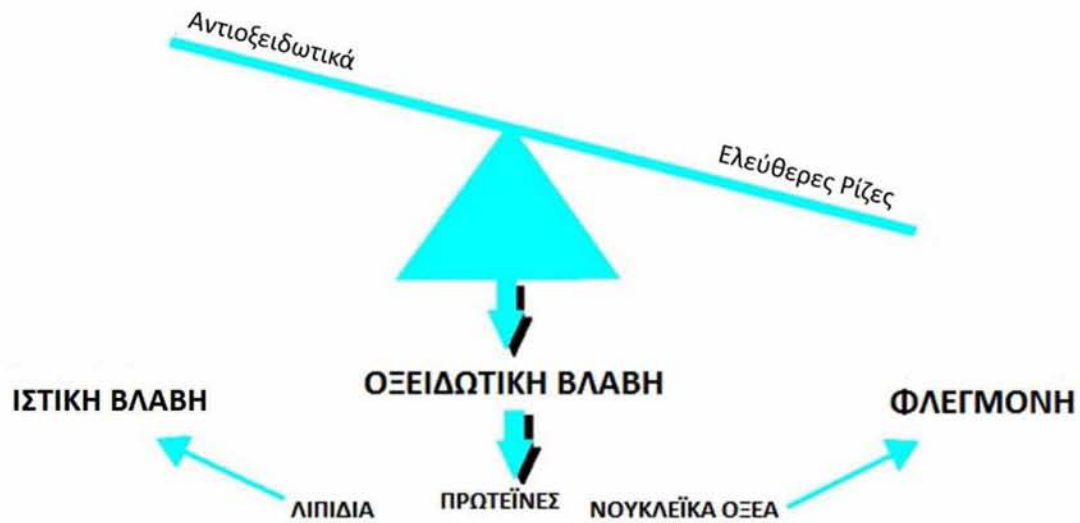 Αντιοξειδωτικά
Ελεύθερες Ρίζες
ΟΞΕΙΔΩΤΙΚΗ ΒΛΑΒΗ
ΙΣΤΙΚΗ ΒΛΑΒΗ
ΦΛΕΓΜΟΝΗ
ΛΙΠΙΔΙΑ
ΠΡΩΤΕΪΝΕΣ
ΝΟΥΚΛΕΪΚΑ ΟΞΕΑ